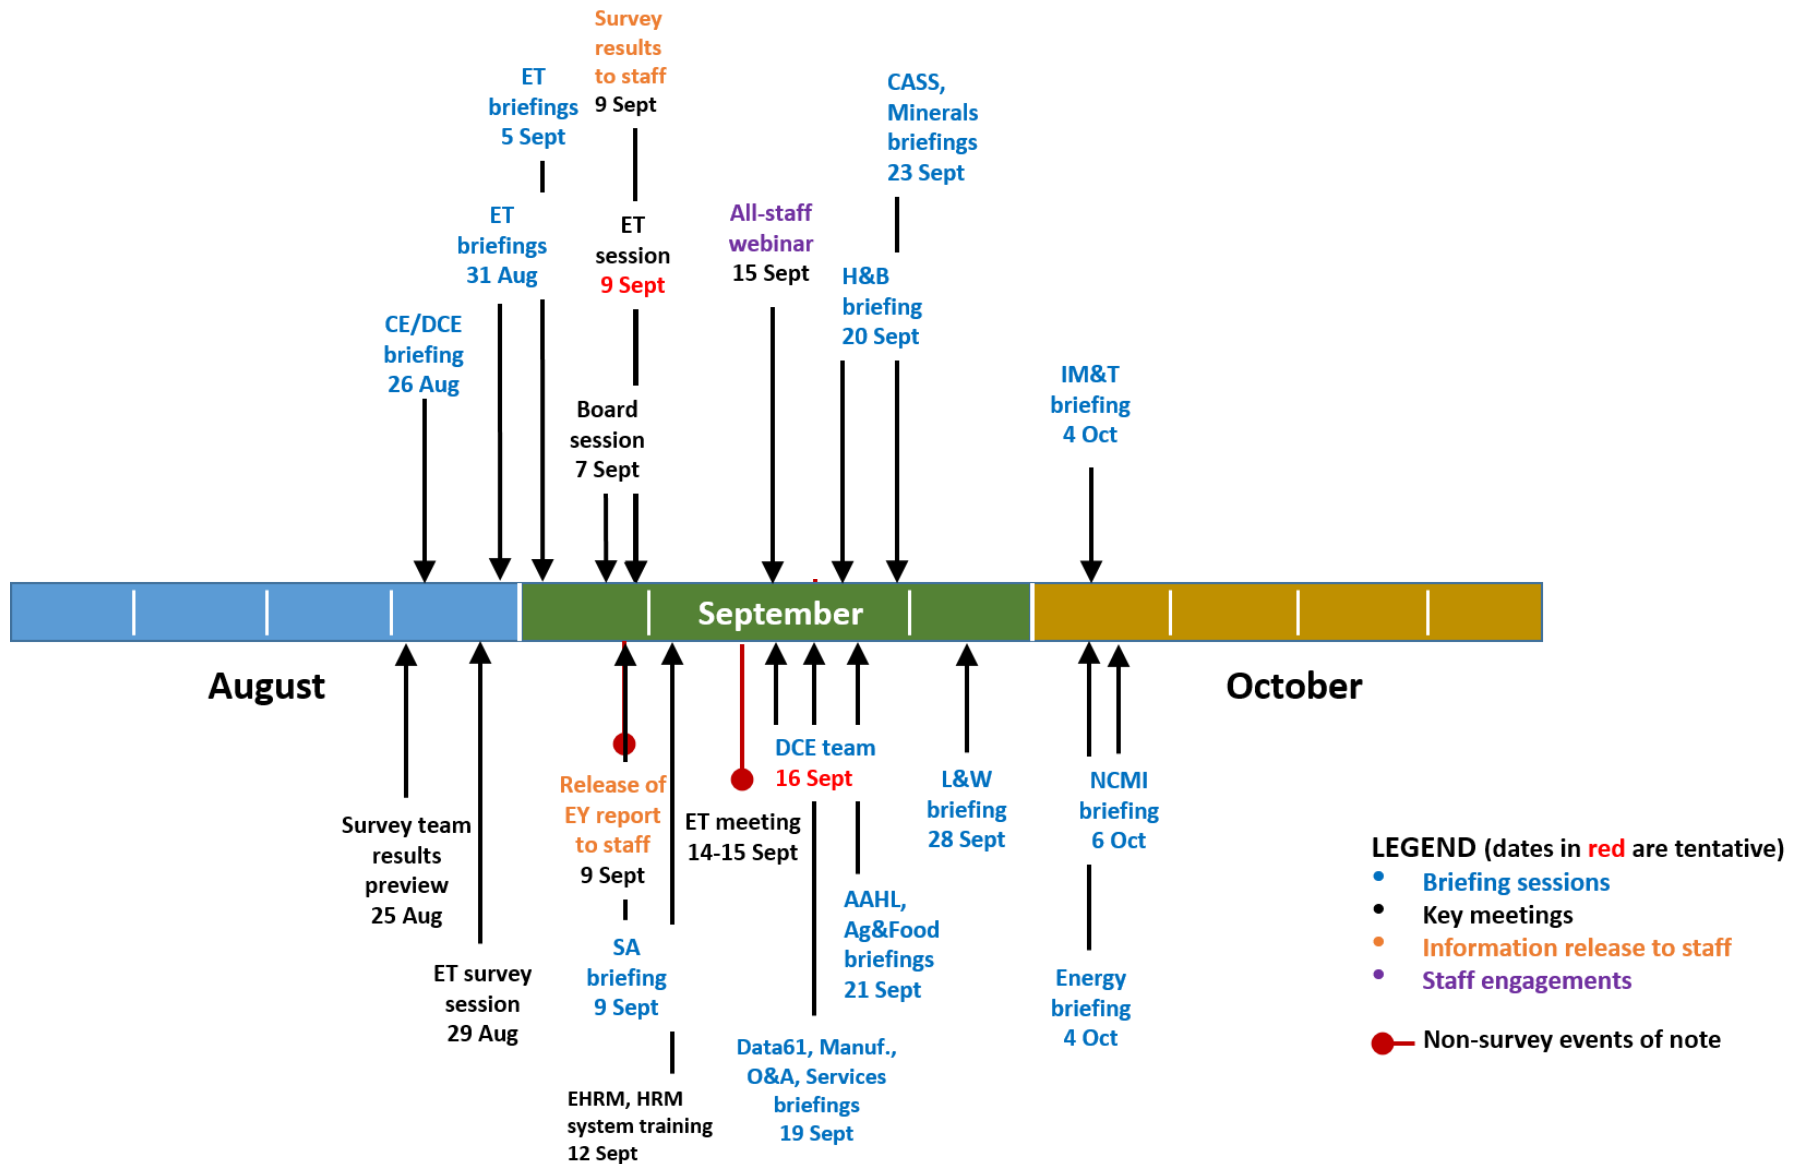 Survey
results
to staff
9 Sept
ET
briefings
5 Sept
CASS,
Minerals
briefings
23 Sept
ET
briefings
31 Aug
ET
session
9 Sept
All-staff
webinar
15 Sept
H&B
briefing
20 Sept
CE/DCE
briefing
26 Aug
Board
session
7 Sept
IM&T
briefing
4 Oct
September
August
October
Survey team
results
preview
25 Aug
ET survey
session
29 Aug
Release of
EY report
to staff
9 Sept
SA
briefing
9 Sept
EHRM, HRM
system training
12 Sept
ET meeting
14-15 Sept
DCE team
16 Sept
Data61, Manuf.,
O&A, Services
briefings
19 Sept
AAHL,
Ag&Food
briefings
21 Sept
L&W
briefing
28 Sept
NCMI
briefing
6 Oct
Energy
briefing
4 Oct
LEGEND (dates in red are tentative)
• Briefing sessions
• Key meetings
• Information release to staff
• Staff engagements
Non-survey events of note